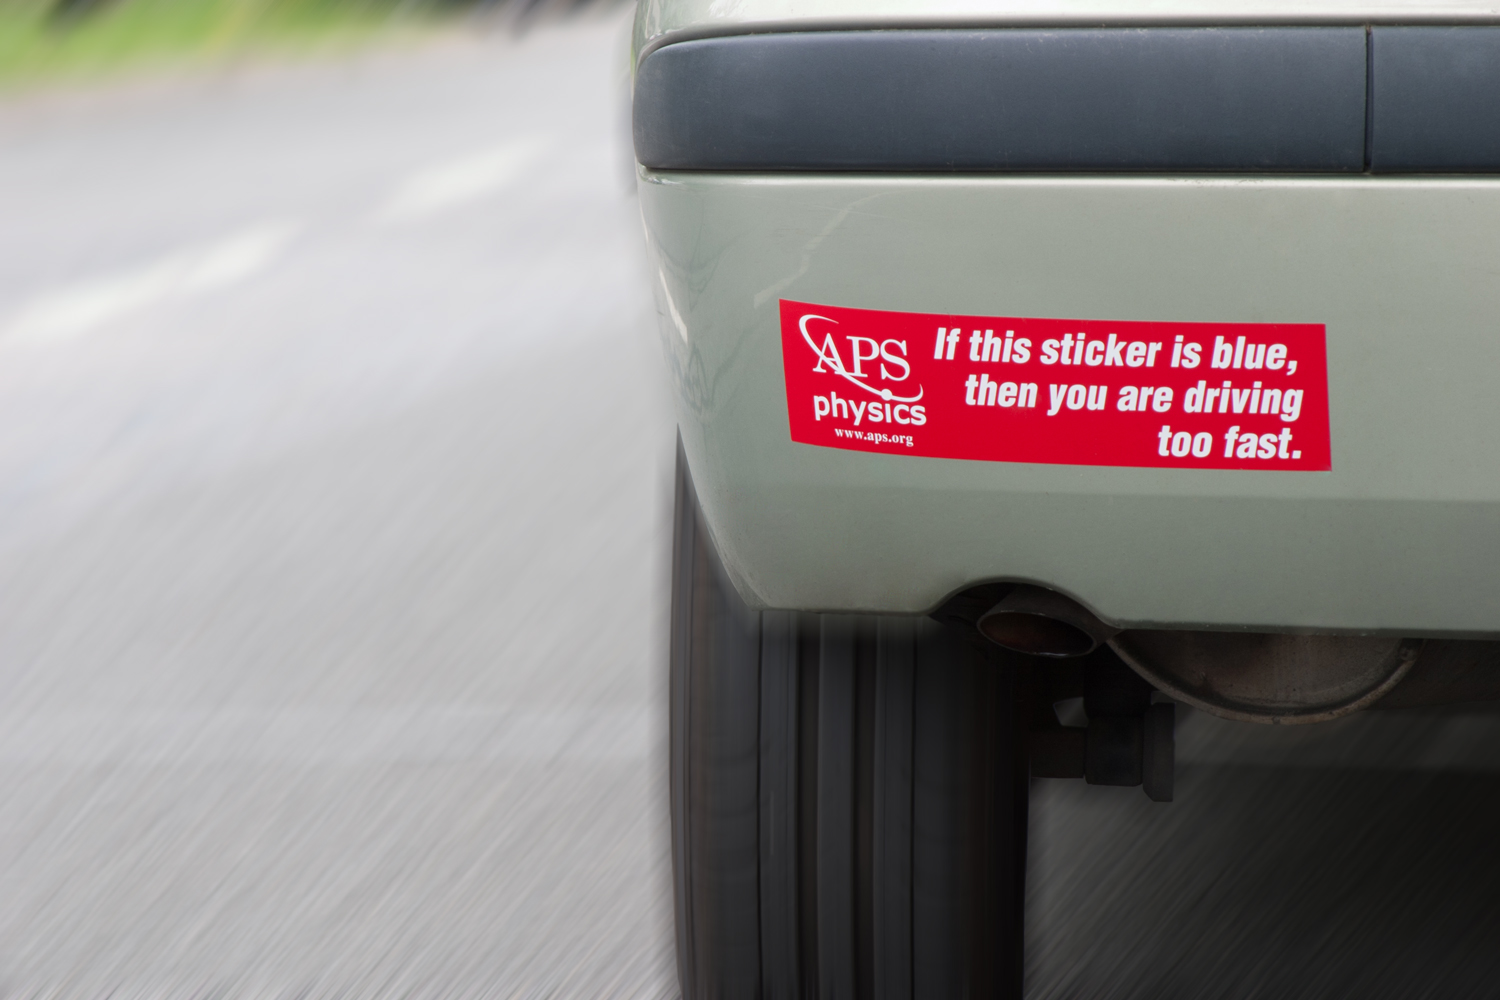 APS
physics
www.aps.org
If this sticker is blue,
then you are driving
too fast.